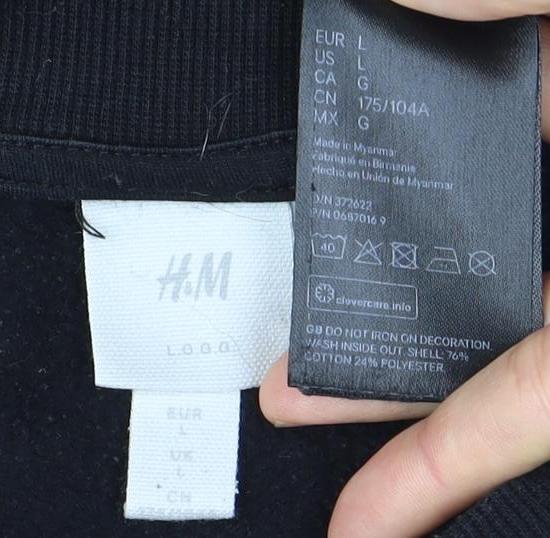 EUR L
US L
CA G
CN 175/104A
MX G
Made in Myanmar
Fabriqué en Birmanie
Hecho en Unión de Myanmar
O/N 372622
P/N 0687016 9
40
clevercare.info
GB DO NOT IRON ON DECORATION.
WASH INSIDE OUT. SHELL: 76%
COTTON 24% POLYESTER.
H&M
L.O.G.G.
EUR
L
UK
L
CN